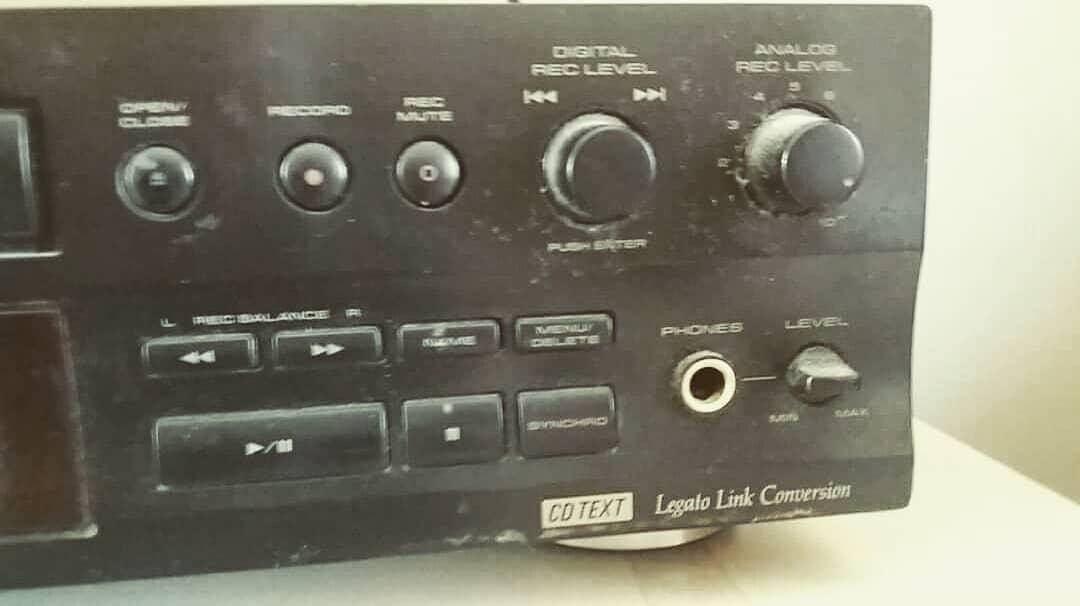 DIGITAL
REC LEVEL
ANALOG
REC LEVEL
OPEN/
CLOSE
RECORD
REC
MUTE
1
2
3
4
5
6
10
PUSH ENTER
L REC BALANCE R
NAME
MENU/
DELETE
PHONES
LEVEL
MIN
MAX
SYNCHRO
CD TEXT
Legato Link Conversion